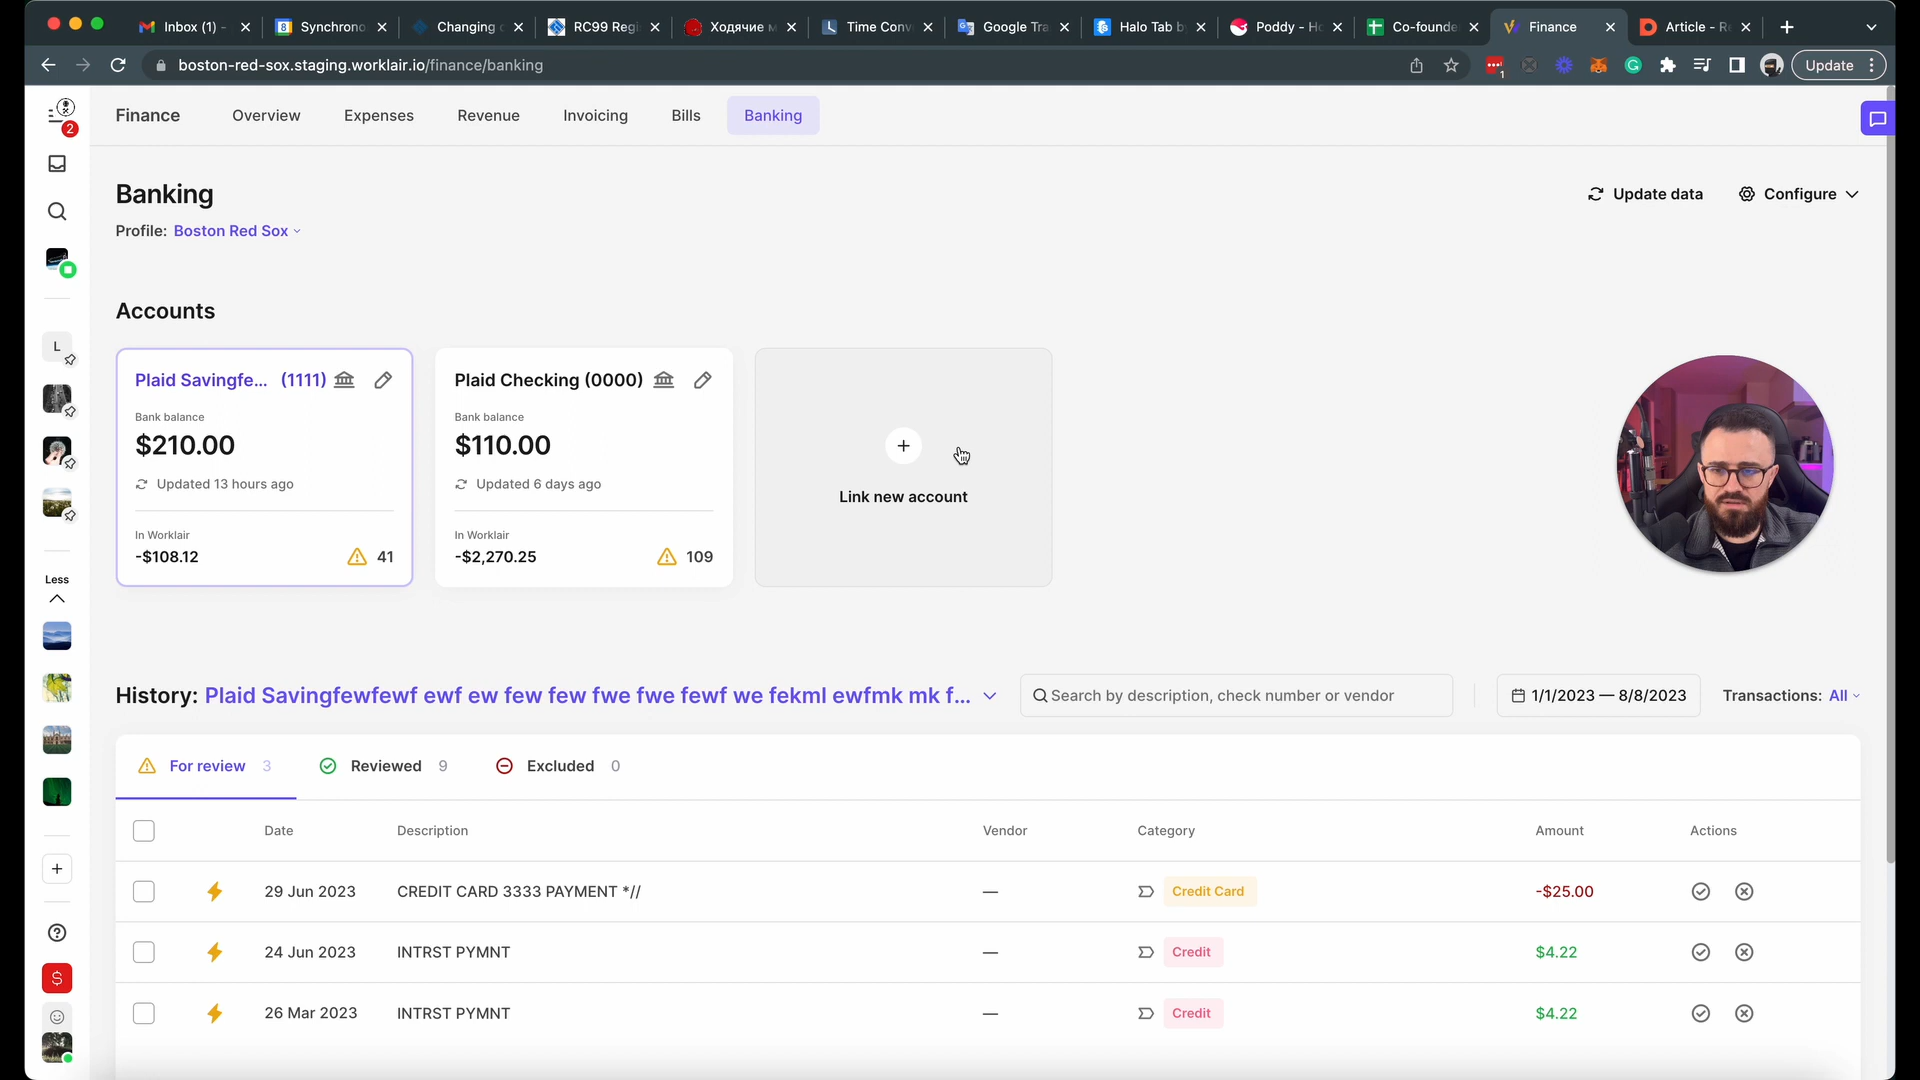 Inbox (1) -
Synchrono
Changing
RC99 Reg
Ходячие м
Time Conv
Google Tra
Halo Tab b
Poddy - Ho
Co-founde
Finance
Article - R
boston-red-sox.staging.worklair.io/finance/banking
1
Update
2
Finance
Overview
Expenses
Revenue
Invoicing
Bills
Banking
Banking
Update data
Configure
Profile: Boston Red Sox
Accounts
L
Plaid Savingfe... (1111)
Bank balance
$210.00
Updated 13 hours ago
In Worklair
-$108.12
41
Plaid Checking (0000)
Bank balance
$110.00
Updated 6 days ago
In Worklair
-$2,270.25
109
Link new account
Less
History: Plaid Savingfewfewf ewf ew few few fwe fwe fewf we fekml ewfmk mk f...
Search by description, check number or vendor
1/1/2023 — 8/8/2023
Transactions: All
For review 3
Reviewed 9
Excluded 0
Date Description Vendor Category Amount Actions
29 Jun 2023 CREDIT CARD 3333 PAYMENT *// — Credit Card -$25.00
24 Jun 2023 INTRST PYMNT — Credit $4.22
26 Mar 2023 INTRST PYMNT — Credit $4.22